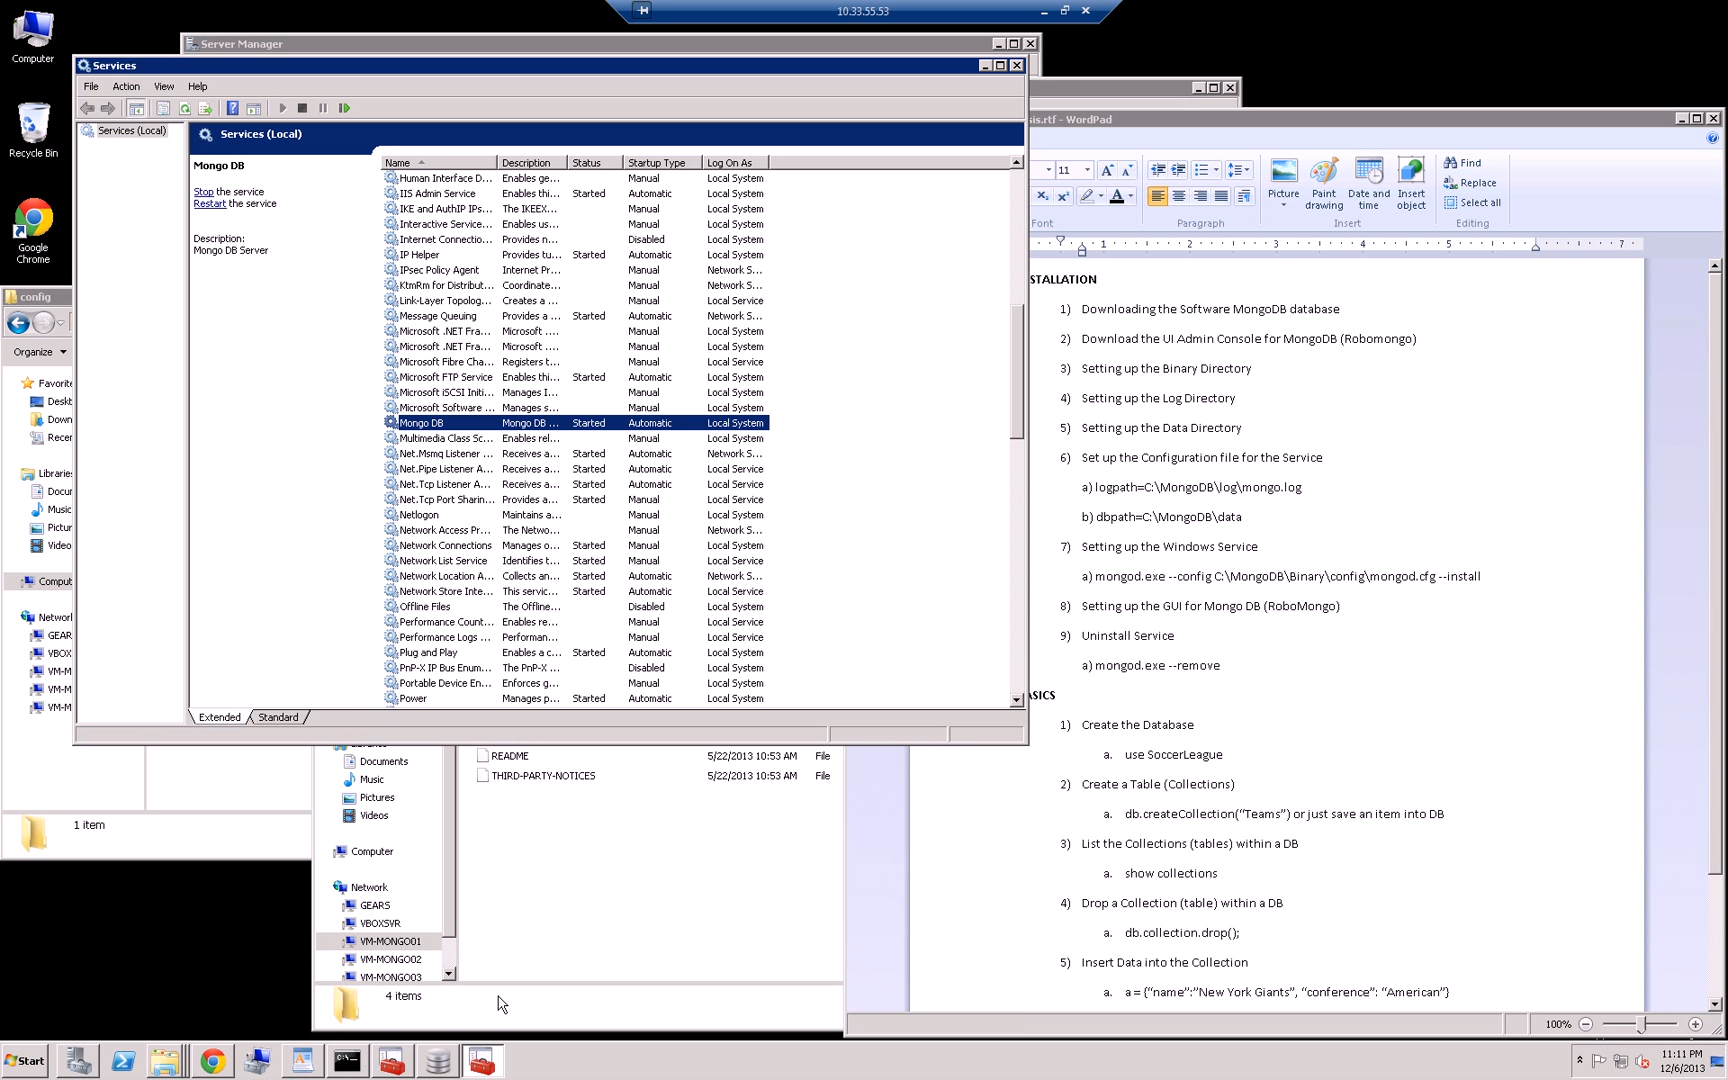 10.33.55.53
Computer
Recycle Bin
Google
Chrome
Server Manager
Services
File Action View Help
Services (Local)
Services (Local)
Mongo DB
Stop the service
Restart the service
Description:
Mongo DB Server
Name Description Status Startup Type Log On As
Human Interface D... Enables ge... Manual Local System
IIS Admin Service Enables thi... Started Automatic Local System
IKE and AuthIP IPs... The IKEEX... Manual Local System
Interactive Service... Enables us... Manual Local System
Internet Connectio... Provides n... Disabled Local System
IP Helper Provides tu... Started Automatic Local System
IPsec Policy Agent Internet Pr... Manual Network S...
KtmRm for Distribut... Coordinate... Manual Network S...
Link-Layer Topolog... Creates a ... Manual Local Service
Message Queuing Provides a ... Started Automatic Network S...
Microsoft .NET Fra... Microsoft .... Manual Local System
Microsoft .NET Fra... Microsoft .... Manual Local System
Microsoft Fibre Cha... Registers t... Manual Local Service
Microsoft FTP Service Enables thi... Started Automatic Local System
Microsoft iSCSI Initi... Manages I... Manual Local System
Microsoft Software ... Manages s... Manual Local System
Mongo DB Mongo DB ... Started Automatic Local System
Multimedia Class Sc... Enables rel... Manual Local System
Net.Msmq Listener ... Receives a... Started Automatic Network S...
Net.Pipe Listener A... Receives a... Started Automatic Local Service
Net.Tcp Listener A... Receives a... Started Automatic Local Service
Net.Tcp Port Sharin... Provides a... Started Manual Local Service
Netlogon Maintains a... Manual Local System
Network Access Pr... The Netwo... Manual Network S...
Network Connections Manages o... Started Manual Local System
Network List Service Identifies t... Started Manual Local Service
Network Location A... Collects an... Started Automatic Network S...
Network Store Inte... This servic... Started Automatic Local Service
Offline Files The Offline... Disabled Local System
Performance Count... Enables re... Manual Local Service
Performance Logs ... Performan... Manual Local Service
Plug and Play Enables a c... Started Automatic Local System
PnP-X IP Bus Enum... The PnP-X ... Disabled Local System
Portable Device En... Enforces g... Manual Local System
Power Manages p... Started Automatic Local System
Extended Standard
config
Organize
Favorite
Deskt
Down
Recer
Libraries
Docur
Music
Pictur
Video
Comput
Network
GEAR
VBOX
VM-M
VM-M
VM-M
1 item
Documents
Music
Pictures
Videos
Computer
Network
GEARS
VBOXSVR
VM-MONGO01
VM-MONGO02
VM-MONGO03
README 5/22/2013 10:53 AM File
THIRD-PARTY-NOTICES 5/22/2013 10:53 AM File
4 items
sis.rtf - WordPad
11
Picture
Paint
drawing
Date and
time
Insert
object
Find
Replace
Select all
Font Paragraph Insert Editing
1 2 3 4 5 7
STALLATION
1) Downloading the Software MongoDB database
2) Download the UI Admin Console for MongoDB (Robomongo)
3) Setting up the Binary Directory
4) Setting up the Log Directory
5) Setting up the Data Directory
6) Set up the Configuration file for the Service
a) logpath=C:\MongoDB\log\mongo.log
b) dbpath=C:\MongoDB\data
7) Setting up the Windows Service
a) mongod.exe --config C:\MongoDB\Binary\config\mongod.cfg --install
8) Setting up the GUI for Mongo DB (RoboMongo)
9) Uninstall Service
a) mongod.exe --remove
ASICS
1) Create the Database
a. use SoccerLeague
2) Create a Table (Collections)
a. db.createCollection(“Teams”) or just save an item into DB
3) List the Collections (tables) within a DB
a. show collections
4) Drop a Collection (table) within a DB
a. db.collection.drop();
5) Insert Data into the Collection
a. a = {“name”:”New York Giants”, “conference”: “American”}
100%
Start
11:11 PM
12/6/2013